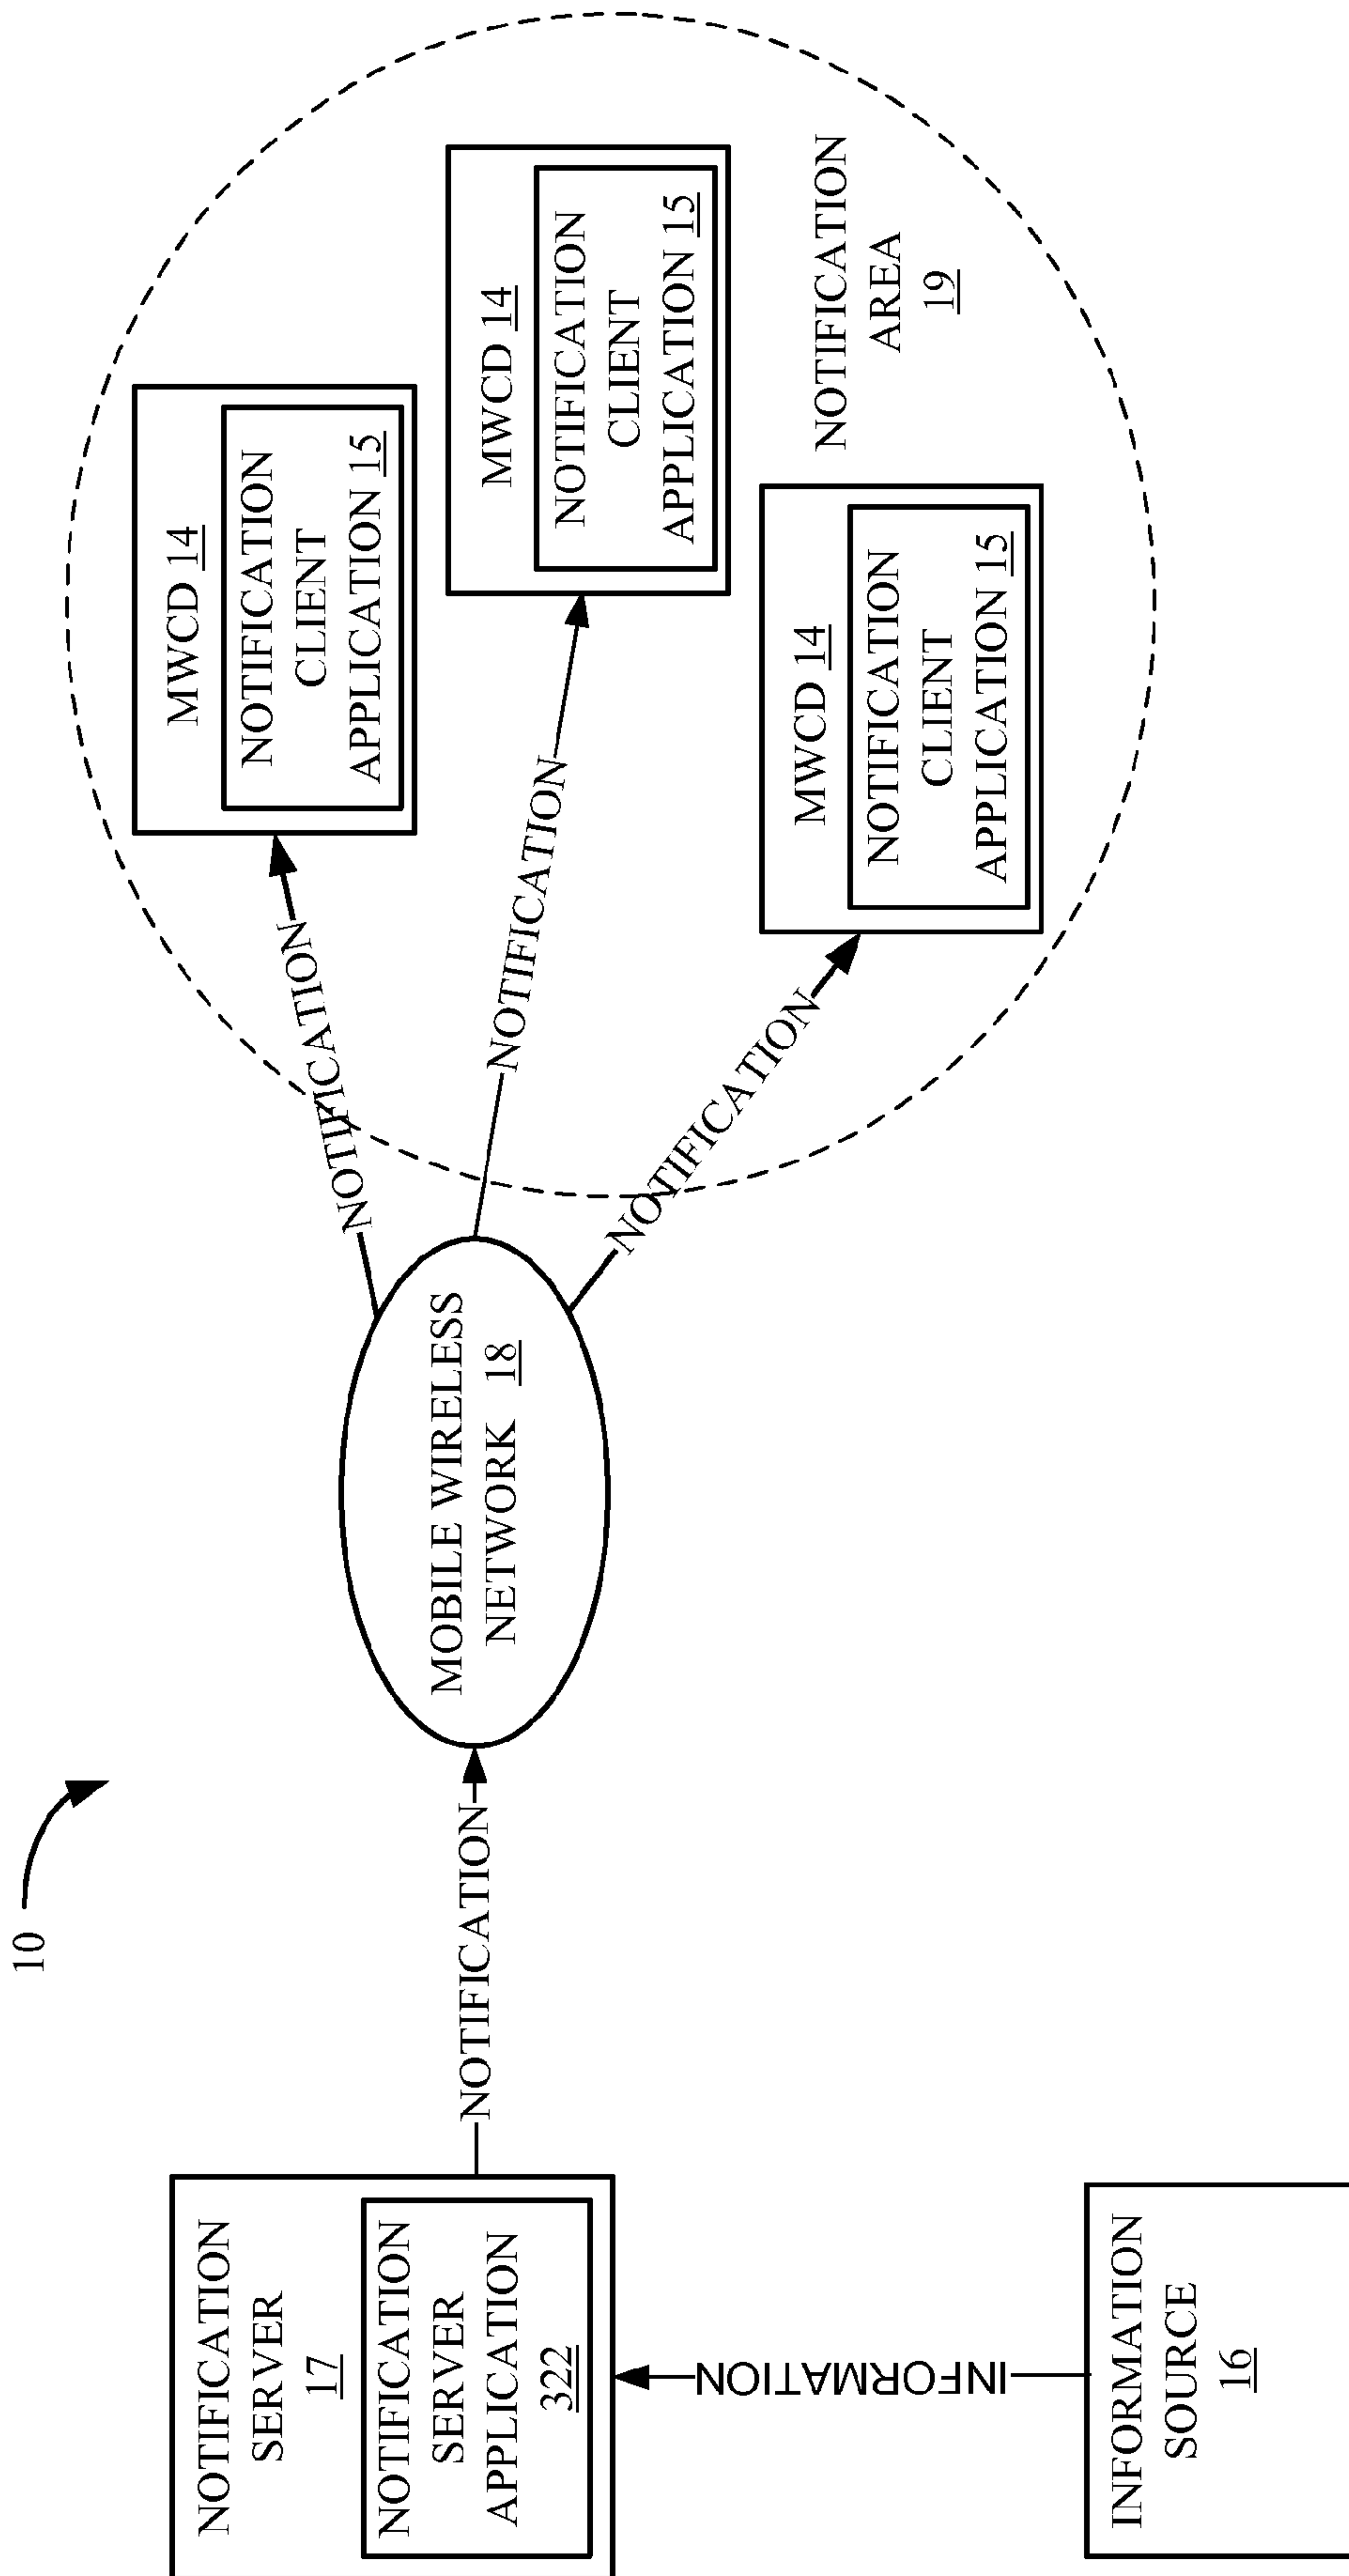 10
NOTIFICATION
SERVER
17
NOTIFICATION
SERVER
APPLICATION
322
INFORMATION
INFORMATION
SOURCE
16
NOTIFICATION
MOBILE WIRELESS
NETWORK 18
NOTIFICATION
NOTIFICATION
NOTIFICATION
MWCD 14
NOTIFICATION
CLIENT
APPLICATION 15
MWCD 14
NOTIFICATION
CLIENT
APPLICATION 15
MWCD 14
NOTIFICATION
CLIENT
APPLICATION 15
NOTIFICATION
AREA
19